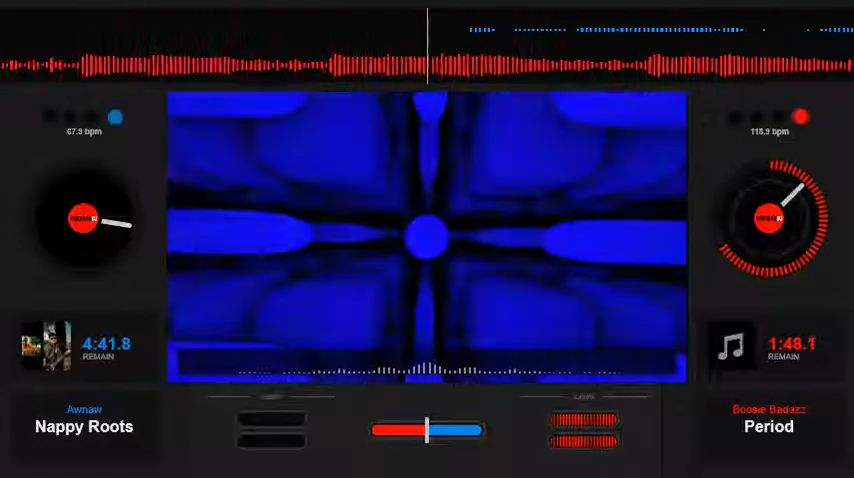 67.9 bpm
118.9 bpm
4:41.8
REMAIN
1:48.1
REMAIN
Awnaw
Nappy Roots
Boosie Badazz
Period